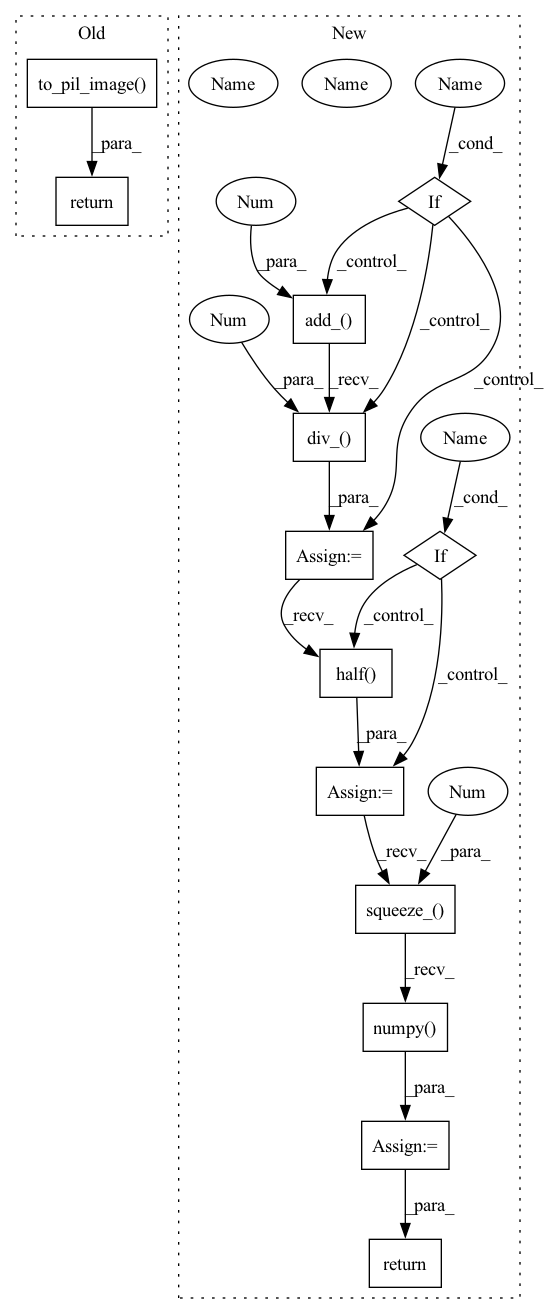 Old
New
to_pil_image()
Name
Name
Name
_para_
_cond_
return
Num
If
_para_
_control_
Num
add_()
_control_
_para_
_recv_
_control_
div_()
Name
_para_
_cond_
Assign:=
If
_recv_
_control_
half()
_control_
_para_
Assign:=
Num
_recv_
_para_
squeeze_()
_recv_
numpy()
_para_
Assign:=
_para_
return